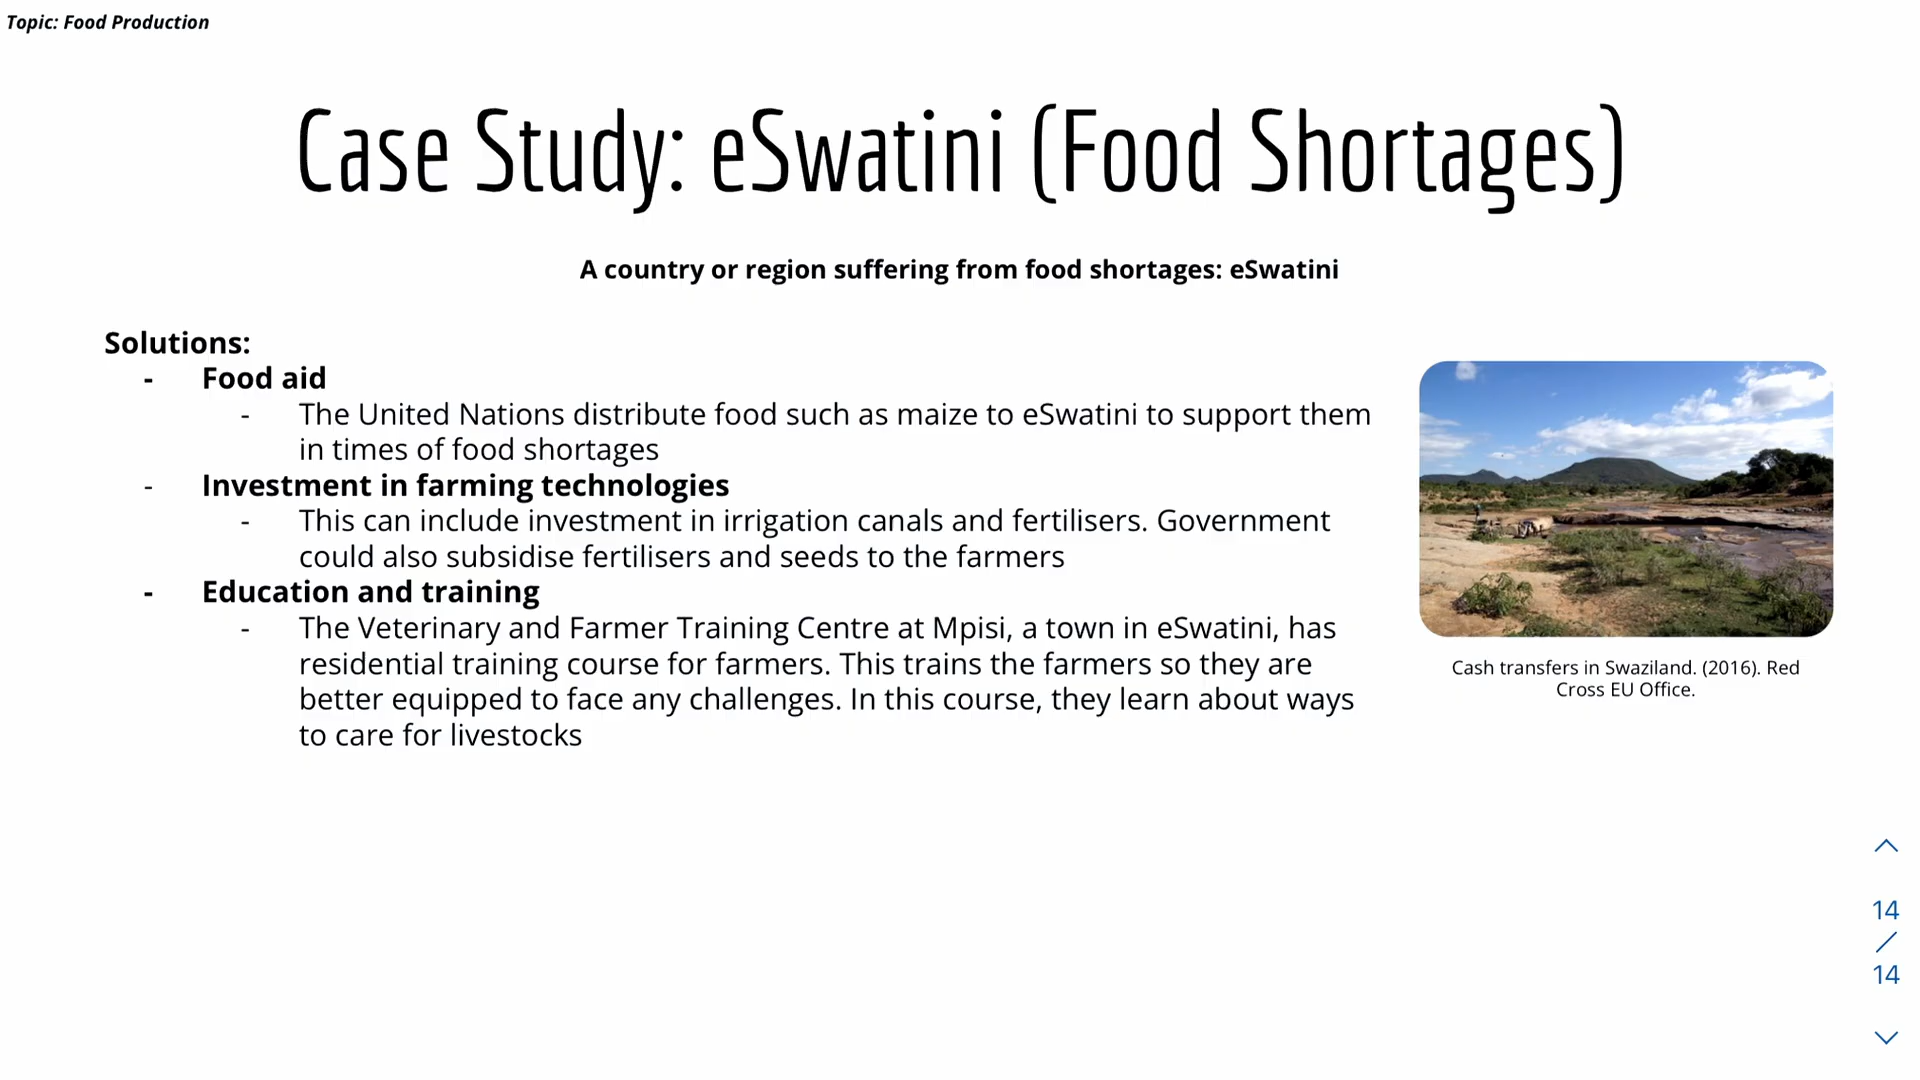 Topic: Food Production
Case Study: eSwatini (Food Shortages)
A country or region suffering from food shortages: eSwatini
Solutions:
- Food aid
- The United Nations distribute food such as maize to eSwatini to support them
in times of food shortages
- Investment in farming technologies
- This can include investment in irrigation canals and fertilisers. Government
could also subsidise fertilisers and seeds to the farmers
- Education and training
- The Veterinary and Farmer Training Centre at Mpisi, a town in eSwatini, has
residential training course for farmers. This trains the farmers so they are
better equipped to face any challenges. In this course, they learn about ways
to care for livestocks
Cash transfers in Swaziland. (2016). Red
Cross EU Office.
14
/
14